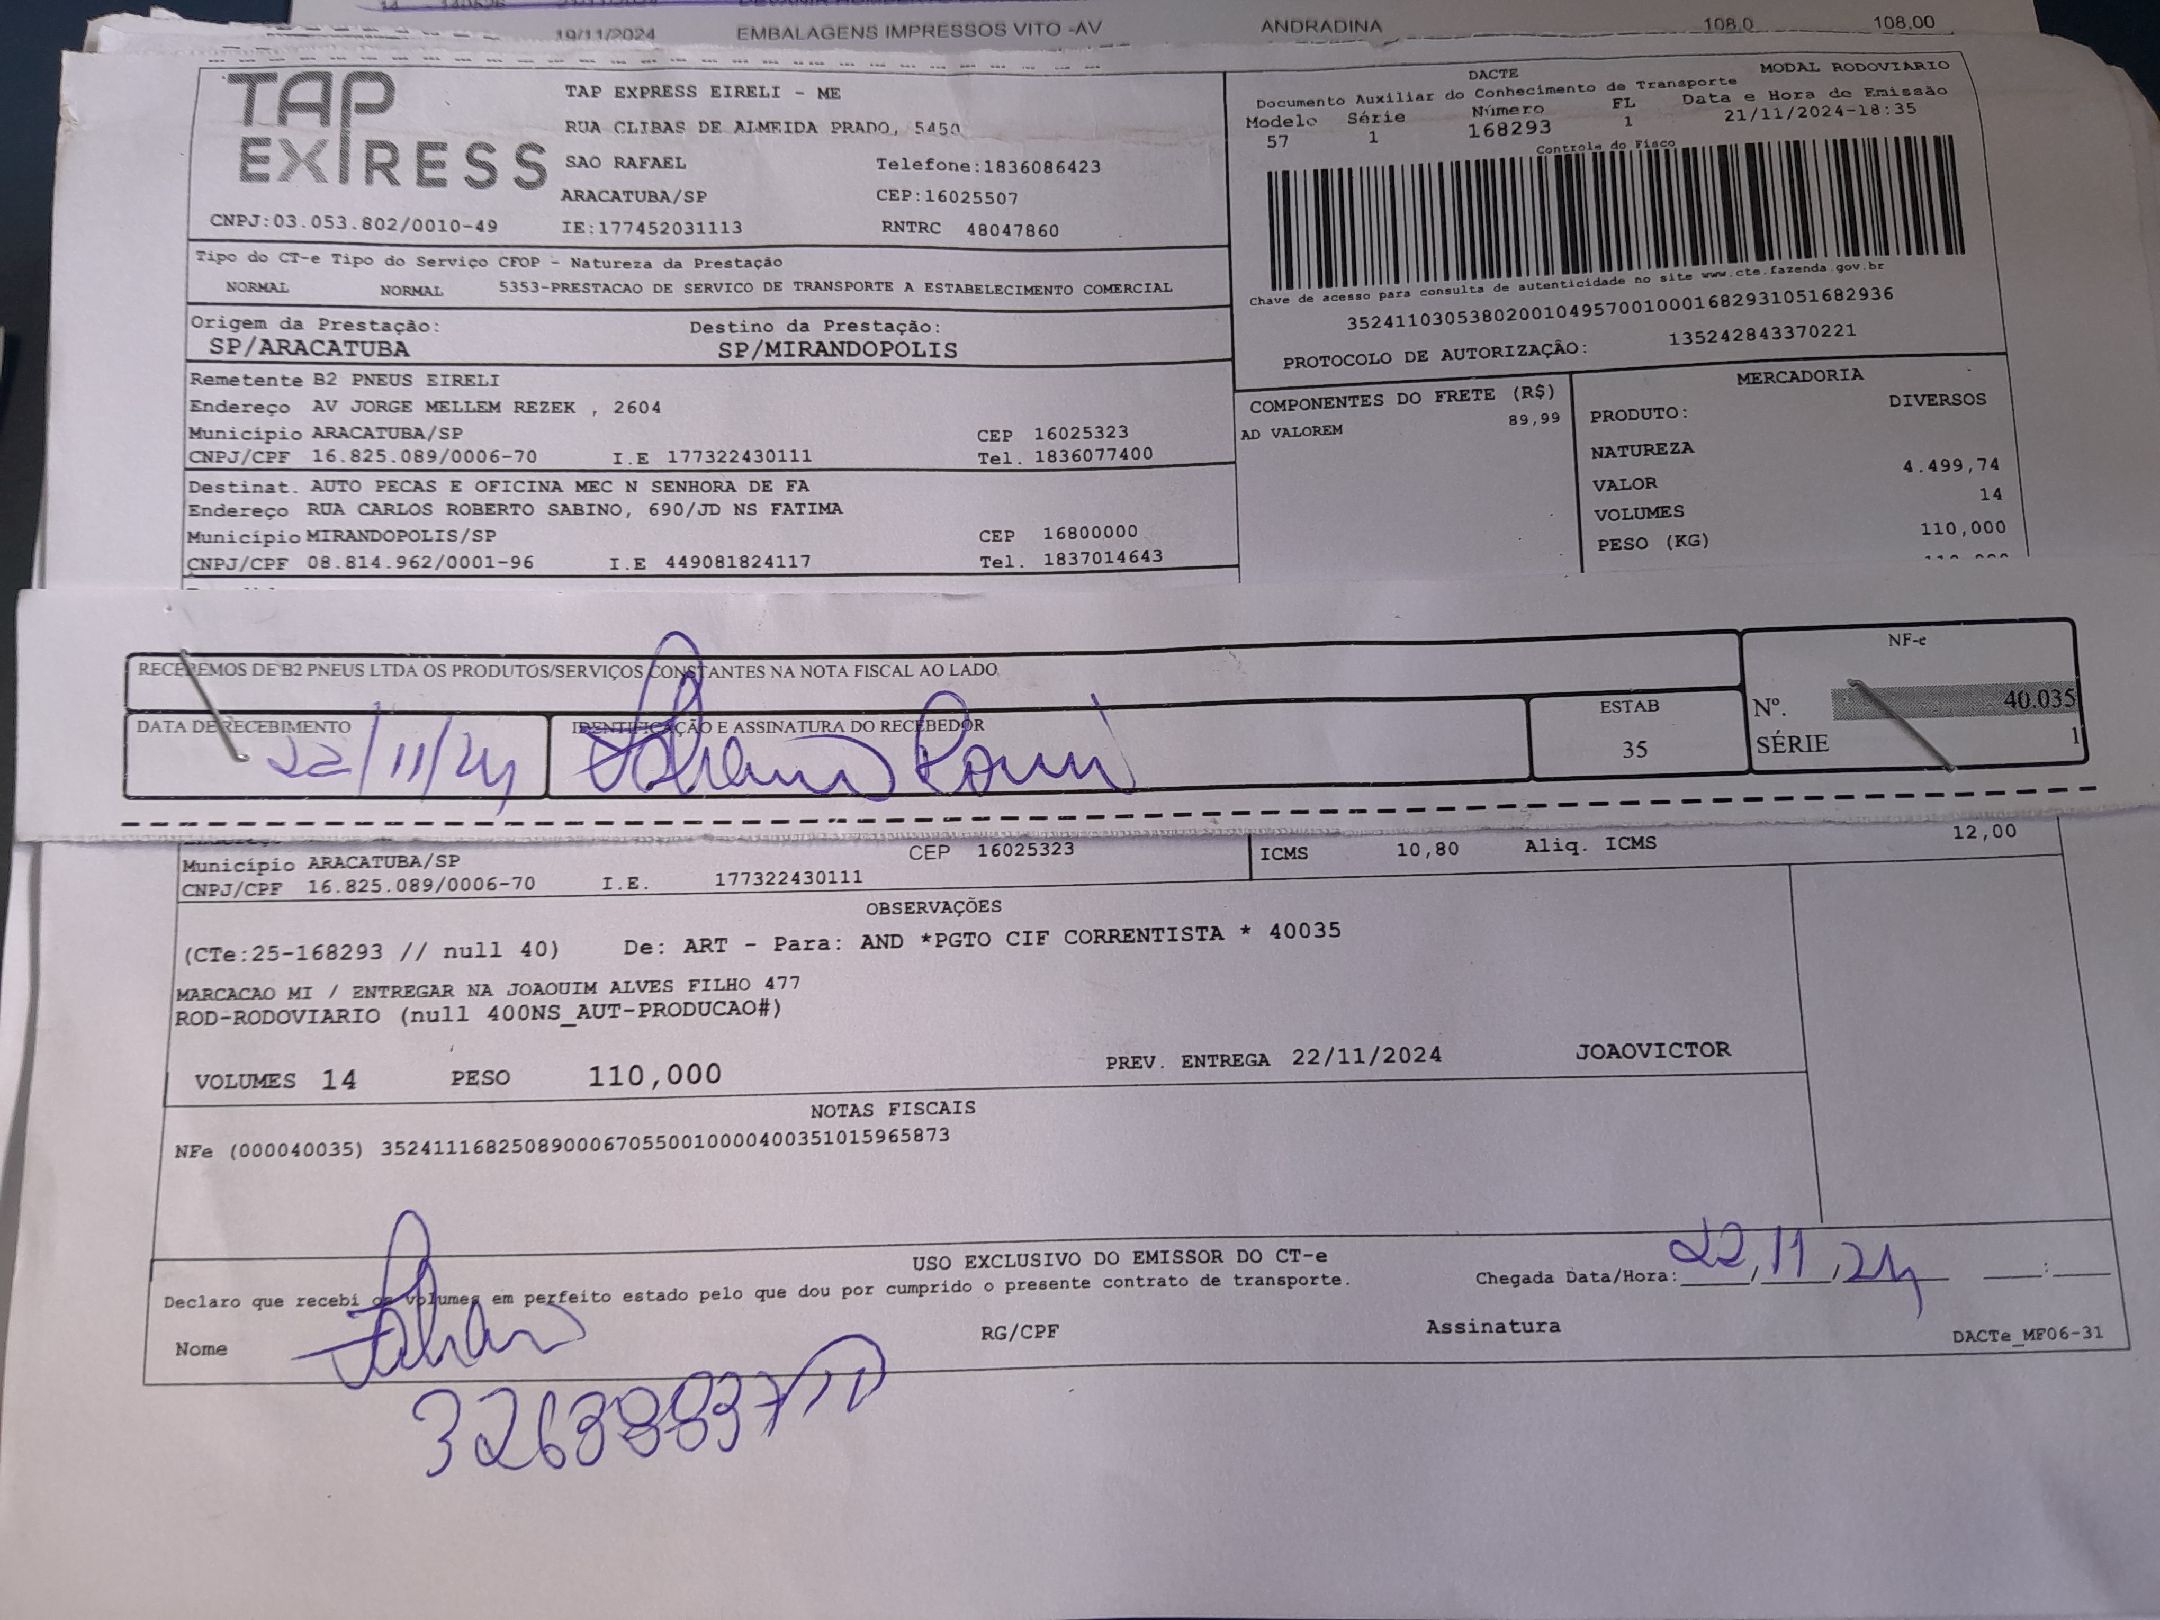 19/11/2024 EMBALAGENS IMPRESSOS VITO -AV ANDRADINA 108,0 108,00
TAP EXPRESS
TAP EXPRESS EIRELI - ME
RUA CLIBAS DE ALMEIDA PRADO, 5450
SAO RAFAEL Telefone:1836086423
ARACATUBA/SP CEP:16025507
CNPJ:03.053.802/0010-49 IE:177452031113 RNTRC 48047860
DACTE MODAL RODOVIARIO
Documento Auxiliar do Conhecimento de Transporte
Modelo Série Número FL Data e Hora de Emissão
57 1 168293 1 21/11/2024-18:35
Controle do Fisco
Chave de acesso para consulta de autenticidade no site www.cte.fazenda.gov.br
35241103053802001049570010001682931051682936
PROTOCOLO DE AUTORIZAÇÃO: 135242843370221
Tipo do CT-e Tipo do Serviço CFOP - Natureza da Prestação
NORMAL NORMAL 5353-PRESTACAO DE SERVICO DE TRANSPORTE A ESTABELECIMENTO COMERCIAL
Origem da Prestação: Destino da Prestação:
SP/ARACATUBA SP/MIRANDOPOLIS
Remetente B2 PNEUS EIRELI
Endereço AV JORGE MELLEM REZEK , 2604
Município ARACATUBA/SP CEP 16025323
CNPJ/CPF 16.825.089/0006-70 I.E 177322430111 Tel. 1836077400
Destinat. AUTO PECAS E OFICINA MEC N SENHORA DE FA
Endereço RUA CARLOS ROBERTO SABINO, 690/JD NS FATIMA
Município MIRANDOPOLIS/SP CEP 16800000
CNPJ/CPF 08.814.962/0001-96 I.E 449081824117 Tel. 1837014643
COMPONENTES DO FRETE (R$)
AD VALOREM 89,99
MERCADORIA
PRODUTO: DIVERSOS
NATUREZA
VALOR 4.499,74
VOLUMES 14
PESO (KG) 110,000
RECEBEMOS DE B2 PNEUS LTDA OS PRODUTOS/SERVIÇOS CONSTANTES NA NOTA FISCAL AO LADO
DATA DE RECEBIMENTO IDENTIFICAÇÃO E ASSINATURA DO RECEBEDOR
22/11/24
ESTAB
35
NF-e
Nº. 40.035
SÉRIE 1
Município ARACATUBA/SP CEP 16025323
CNPJ/CPF 16.825.089/0006-70 I.E. 177322430111
ICMS 10,80 Aliq. ICMS 12,00
OBSERVAÇÕES
(CTe:25-168293 // null 40) De: ART - Para: AND *PGTO CIF CORRENTISTA * 40035
MARCACAO MI / ENTREGAR NA JOAQUIM ALVES FILHO 477
ROD-RODOVIARIO (null 400NS_AUT-PRODUCAO#)
VOLUMES 14 PESO 110,000 PREV. ENTREGA 22/11/2024 JOAOVICTOR
NOTAS FISCAIS
NFe (000040035) 35241116825089000670550010000400351015965873
USO EXCLUSIVO DO EMISSOR DO CT-e
Declaro que recebi os volumes em perfeito estado pelo que dou por cumprido o presente contrato de transporte. Chegada Data/Hora: 22/11/24 :
Nome RG/CPF Assinatura DACTe_MF06-31